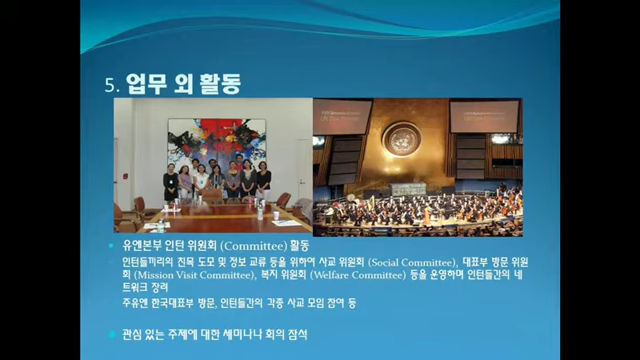 5. 업무 외 활동
유엔본부 인턴 위원회 (Committee) 활동
인턴들끼리의 친목 도모 및 정보 교류 등을 위하여 사교 위원회 (Social Committee), 대표부 방문 위원
회 (Mission Visit Committee), 복지 위원회 (Welfare Committee) 등을 운영하며 인턴들간의 네
트워크 장려
주유엔 한국대표부 방문, 인턴들간의 각종 사교 모임 참여 등
관심 있는 주제에 대한 세미나나 회의 참석